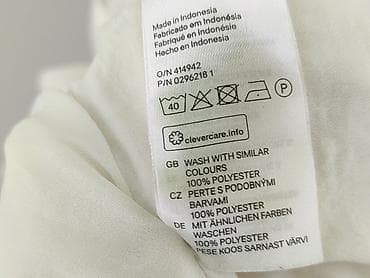 Made in Indonesia
Fabricado em Indonésia
Fabriqué en Indonésie
Hecho en Indonesia
O/N 414942
P/N 0296218 1
40
P
clevercare.info
GB WASH WITH SIMILAR
COLOURS
100% POLYESTER
CZ PERTE S PODOBNÝMI
BARVAMI
100% POLYESTER
DE MIT ÄHNLICHEN FARBEN
WASCHEN
100% POLYESTER
PESE KOOS SARNAST VÄRVI